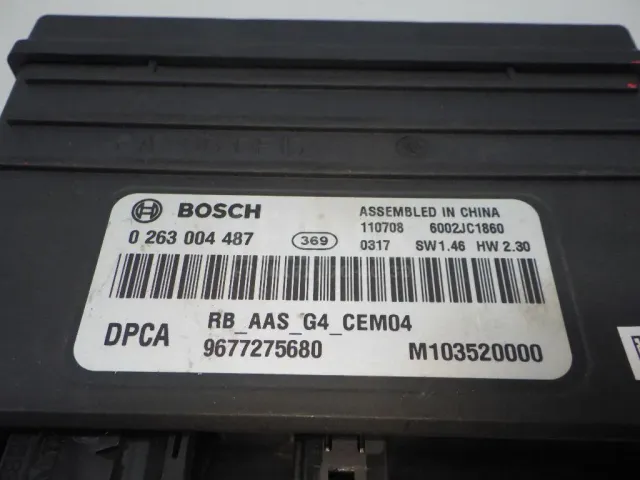 BOSCH
ASSEMBLED IN CHINA
110708 6002JC1860
0 263 004 487 369 0317 SW1.46 HW 2.30
RB_AAS_G4_CEM04
DPCA 9677275680 M103520000